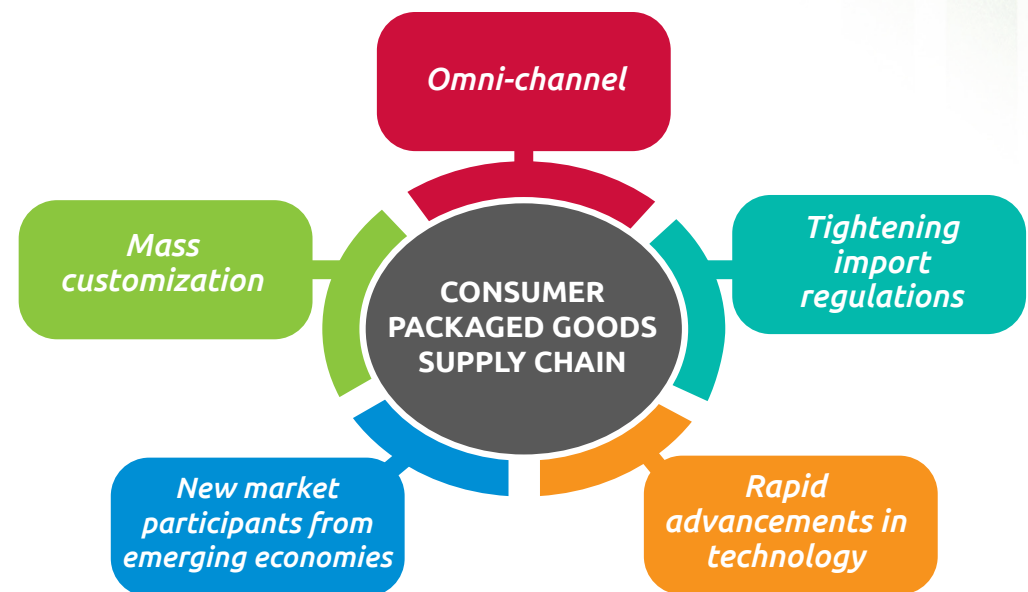 Omni-channel
Tightening
import
regulations
Rapid
advancements in
technology
New market
participants from
emerging economies
Mass
customization
CONSUMER
PACKAGED GOODS
SUPPLY CHAIN